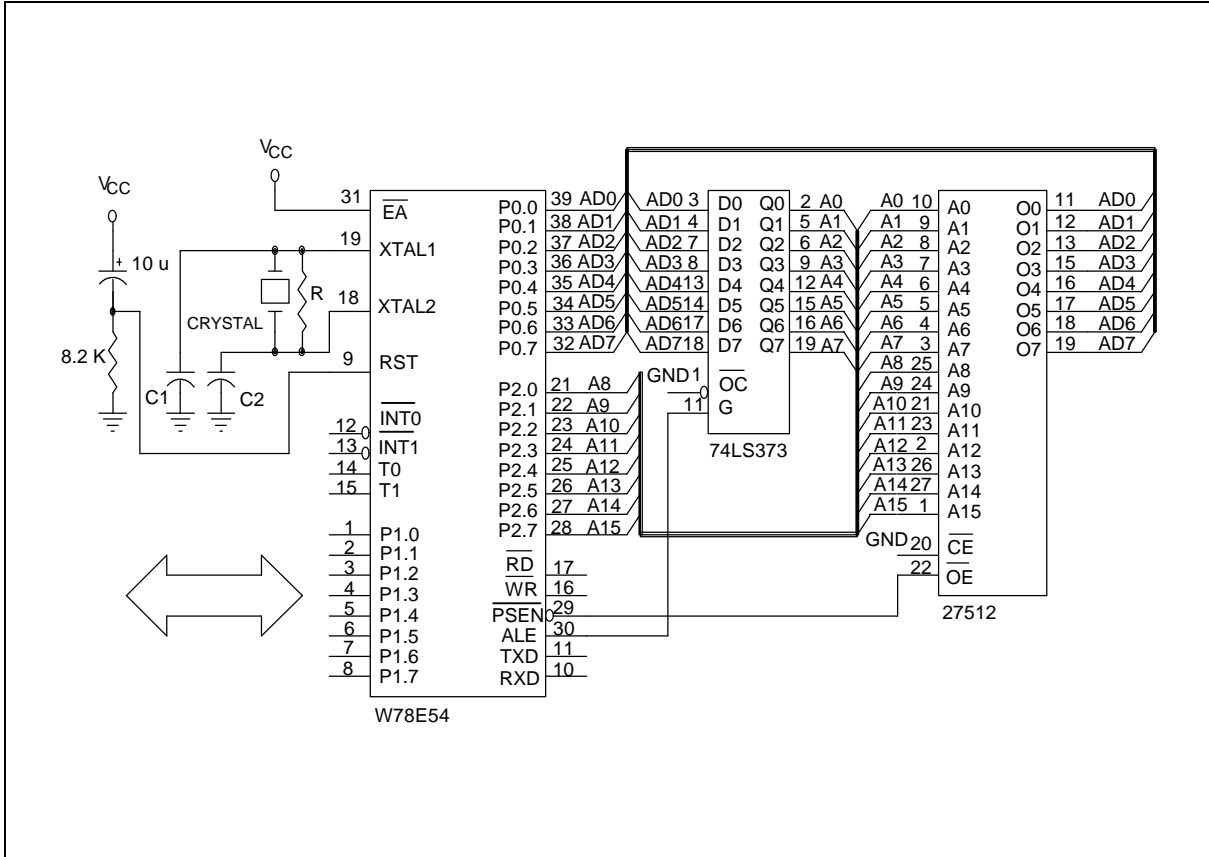 VCC
10 u
8.2 K
VCC
CRYSTAL
R
C1
C2
31 EA
19 XTAL1
18 XTAL2
9 RST
12 INT0
13 INT1
14 T0
15 T1
1 P1.0
2 P1.1
3 P1.2
4 P1.3
5 P1.4
6 P1.5
7 P1.6
8 P1.7
P0.0 39 AD0
P0.1 38 AD1
P0.2 37 AD2
P0.3 36 AD3
P0.4 35 AD4
P0.5 34 AD5
P0.6 33 AD6
P0.7 32 AD7
P2.0 21 A8
P2.1 22 A9
P2.2 23 A10
P2.3 24 A11
P2.4 25 A12
P2.5 26 A13
P2.6 27 A14
P2.7 28 A15
RD 17
WR 16
PSEN 29
ALE 30
TXD 11
RXD 10
W78E54
AD0 3 D0 Q0 2 A0
AD1 4 D1 Q1 5 A1
AD2 7 D2 Q2 6 A2
AD3 8 D3 Q3 9 A3
AD4 13 D4 Q4 12 A4
AD5 14 D5 Q5 15 A5
AD6 17 D6 Q6 16 A6
AD7 18 D7 Q7 19 A7
GND 1 OC
11 G
74LS373
A0 10 A0 O0 11 AD0
A1 9 A1 O1 12 AD1
A2 8 A2 O2 13 AD2
A3 7 A3 O3 15 AD3
A4 6 A4 O4 16 AD4
A5 5 A5 O5 17 AD5
A6 4 A6 O6 18 AD6
A7 3 A7 O7 19 AD7
A8 25 A8
A9 24 A9
A10 21 A10
A11 23 A11
A12 2 A12
A13 26 A13
A14 27 A14
A15 1 A15
GND 20 CE
22 OE
27512